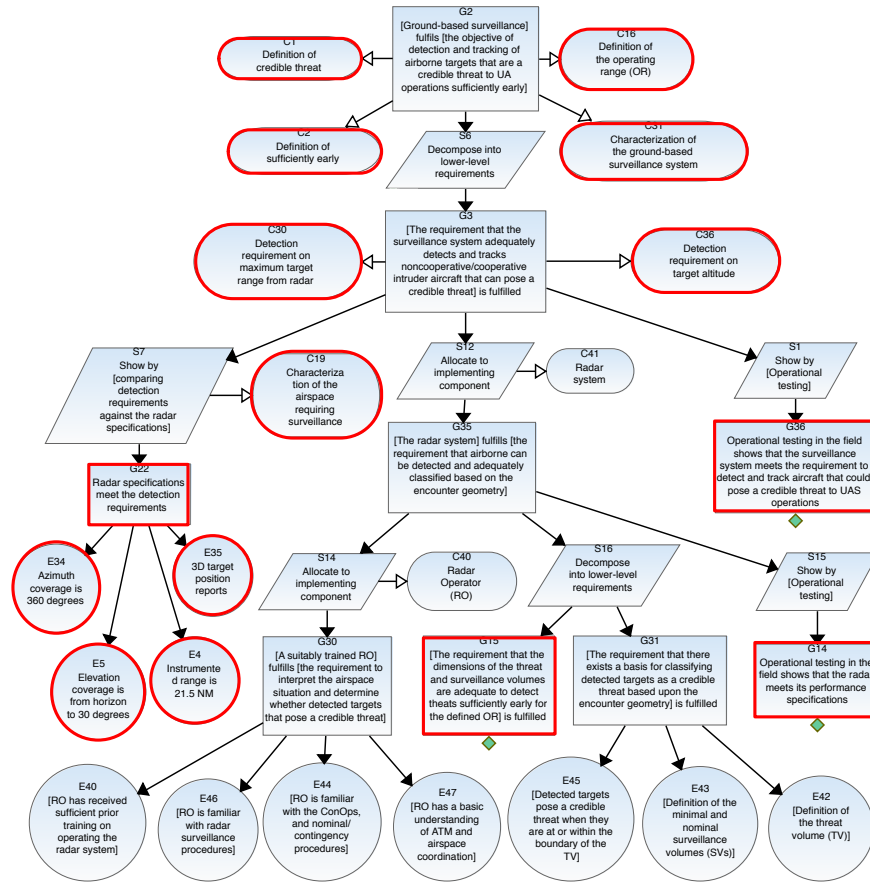 G2
[Ground-based surveillance]
fulfils [the objective of
detection and tracking of
airborne targets that are a
credible threat to UA
operations sufficiently early]
C1
Definition of
credible threat
C16
Definition of
the operating
range (OR)
C2
Definition of
sufficiently early
S6
Decompose into
lower-level
requirements
C31
Characterization of
the ground-based
surveillance system
G3
[The requirement that the
surveillance system adequately
detects and tracks
noncooperative/cooperative
intruder aircraft that can pose a
credible threat] is fulfilled
C30
Detection
requirement on
maximum target
range from radar
C36
Detection
requirement on
target altitude
S7
Show by
[comparing
detection
requirements
against the radar
specifications]
C19
Characteriza
tion of the
airspace
requiring
surveillance
S12
Allocate to
implementing
component
C41
Radar
system
S1
Show by
[Operational
testing]
G22
Radar specifications
meet the detection
requirements
G35
[The radar system] fulfills [the
requirement that airborne can
be detected and adequately
classified based on the
encounter geometry]
G36
Operational testing in the field
shows that the surveillance
system meets the requirement to
detect and track aircraft that could
pose a credible threat to UAS
operations
E34
Azimuth
coverage is
360 degrees
E35
3D target
position
reports
S14
Allocate to
implementing
component
C40
Radar
Operator
(RO)
S16
Decompose
into lower-level
requirements
S15
Show by
[Operational
testing]
E5
Elevation
coverage is
from horizon
to 30 degrees
E4
Instrumente
d range is
21.5 NM
G30
[A suitably trained RO]
fulfills [the requirement to
interpret the airspace
situation and determine
whether detected targets
that pose a credible threat]
G15
[The requirement that the
dimensions of the threat
and surveillance volumes
are adequate to detect
theats sufficiently early for
the defined OR] is fulfilled
G31
[The requirement that there
exists a basis for classifying
detected targets as a credible
threat based upon the
encounter geometry] is fulfilled
G14
Operational testing in the
field shows that the radar
meets its performance
specifications
E40
[RO has received
sufficient prior
training on
operating the
radar system]
E46
[RO is familiar
with radar
surveillance
procedures]
E44
[RO is familiar
with the ConOps,
and nominal/
contingency
procedures]
E47
[RO has a basic
understanding
of ATM and
airspace
coordination]
E45
[Detected targets
pose a credible
threat when they
are at or within
the boundary of
the TV]
E43
[Definition of the
minimal and
nominal
surveillance
volumes (SVs)]
E42
[Definition of
the threat
volume (TV)]